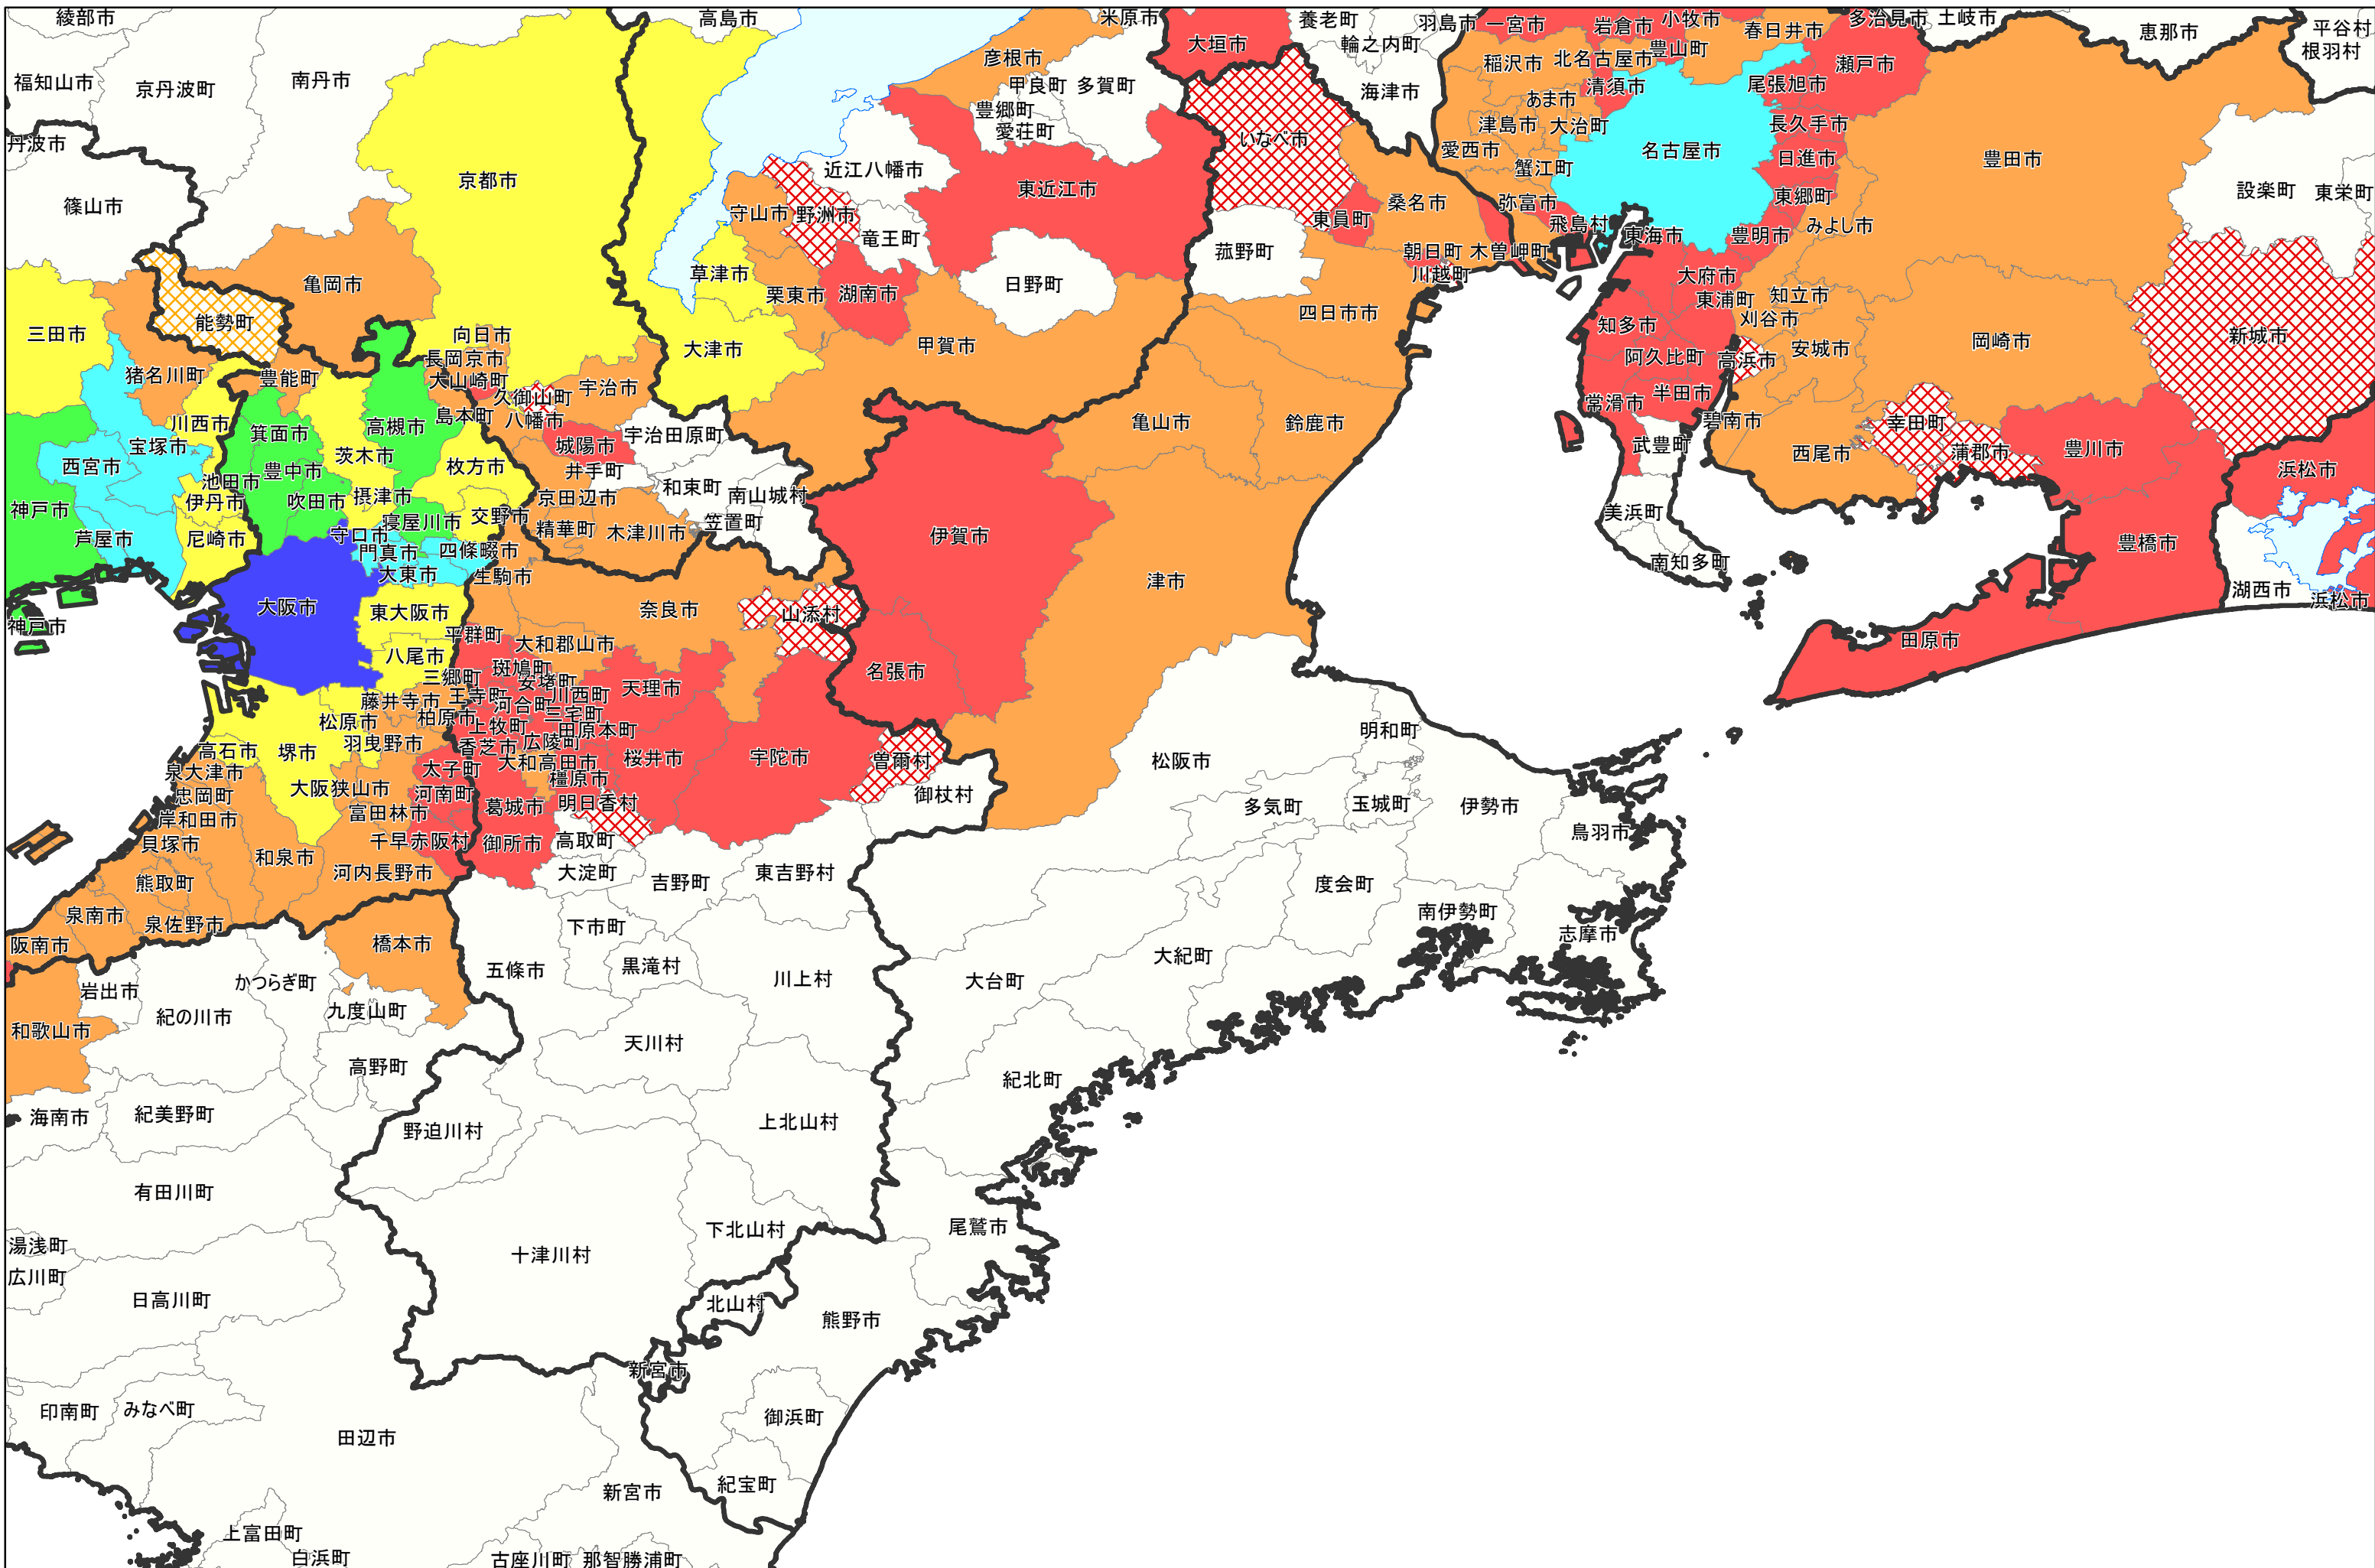 綾部市
高島市
米原市
養老町
羽島市
一宮市
岩倉市
小牧市
多治見市
土岐市
恵那市
平谷村
根羽村
福知山市
京丹波町
南丹市
大垣市
輪之内町
海津市
彦根市
甲良町
多賀町
豊郷町
愛荘町
稲沢市
北名古屋市
豊山町
春日井市
清須市
尾張旭市
瀬戸市
あま市
津島市
大治町
愛西市
蟹江町
名古屋市
長久手市
日進市
東郷町
豊田市
設楽町
東栄町
丹波市
篠山市
京都市
近江八幡市
東近江市
いなべ市
守山市
野洲市
竜王町
桑名市
東員町
弥富市
飛島村
東海市
豊明市
みよし市
菰野町
朝日町
木曽岬町
川越町
草津市
栗東市
湖南市
日野町
四日市市
大府市
東浦町
知立市
刈谷市
知多市
阿久比町
高浜市
安城市
岡崎市
新城市
亀岡市
能勢町
三田市
向日市
長岡京市
大山崎町
大津市
甲賀市
猪名川町
豊能町
久御山町
宇治市
島本町
八幡市
川西市
箕面市
高槻市
城陽市
宇治田原町
亀山市
鈴鹿市
常滑市
半田市
碧南市
武豊町
西尾市
幸田町
蒲郡市
豊川市
浜松市
宝塚市
西宮市
茨木市
枚方市
井手町
池田市
豊中市
伊丹市
吹田市
摂津市
京田辺市
和束町
南山城村
神戸市
寝屋川市
交野市
精華町
木津川市
笠置町
伊賀市
美浜町
芦屋市
尼崎市
守口市
門真市
四條畷市
大東市
生駒市
南知多町
豊橋市
湖西市
浜松市
神戸市
大阪市
東大阪市
奈良市
山添村
津市
田原市
平群町
大和郡山市
八尾市
斑鳩町
安堵町
三郷町
王寺町
河合町
川西町
三宅町
天理市
名張市
藤井寺市
柏原市
松原市
上牧町
田原本町
羽曳野市
香芝市
広陵町
高石市
堺市
大和高田市
橿原市
桜井市
宇陀市
曽爾村
御杖村
松阪市
明和町
泉大津市
太子町
忠岡町
大阪狭山市
河南町
葛城市
明日香村
岸和田市
富田林市
千早赤阪村
御所市
高取町
貝塚市
和泉市
河内長野市
大淀町
吉野町
東吉野村
多気町
玉城町
伊勢市
鳥羽市
熊取町
泉南市
泉佐野市
阪南市
橋本市
下市町
度会町
南伊勢町
志摩市
岩出市
かつらぎ町
五條市
黒滝村
川上村
大台町
大紀町
和歌山市
紀の川市
九度山町
高野町
天川村
紀北町
海南市
紀美野町
野迫川村
上北山村
有田川町
湯浅町
広川町
日高川町
十津川村
下北山村
尾鷲市
北山村
熊野市
新宮市
印南町
みなべ町
田辺市
御浜町
紀宝町
新宮市
上富田町
白浜町
古座川町
那智勝浦町